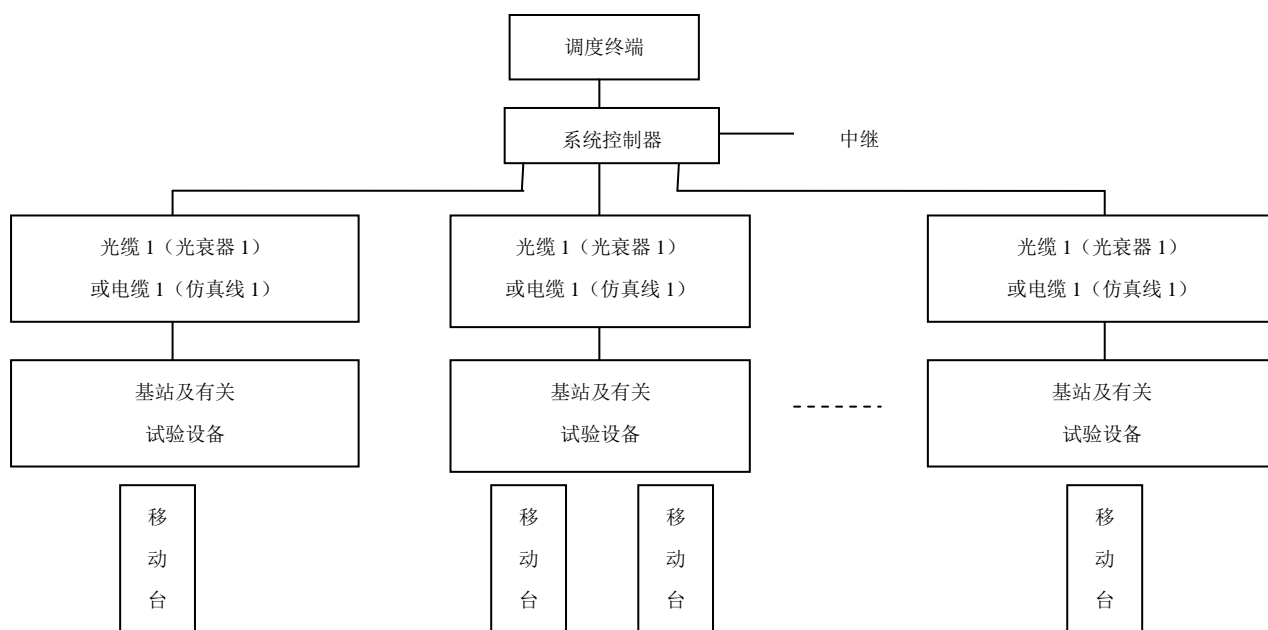 调度终端
系统控制器
中继
光缆 1（光衰器 1）
或电缆 1（仿真线 1）
光缆 1（光衰器 1）
或电缆 1（仿真线 1）
光缆 1（光衰器 1）
或电缆 1（仿真线 1）
基站及有关
试验设备
基站及有关
试验设备
基站及有关
试验设备
移
动
台
移
动
台
移
动
台
移
动
台